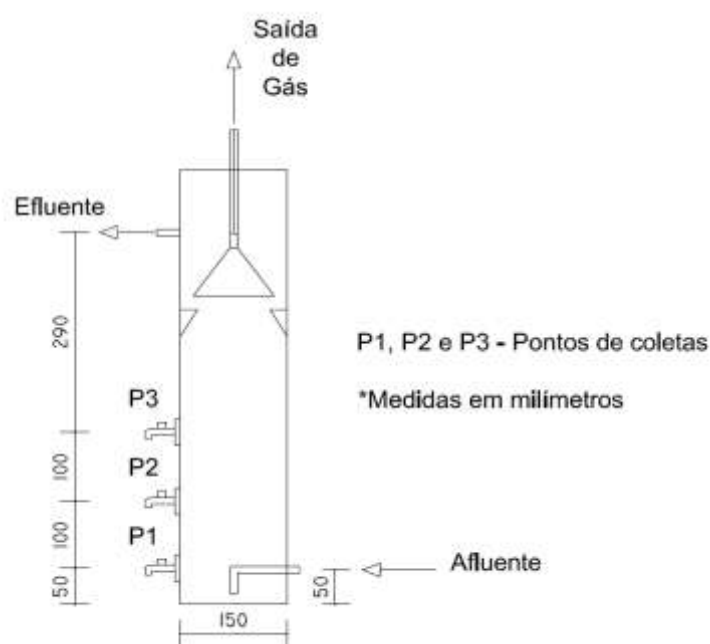 Saída
de
Gás
Efluente
290
P1, P2 e P3 - Pontos de coletas
*Medidas em milímetros
P3
100
P2
100
P1
50
Afluente
50
150